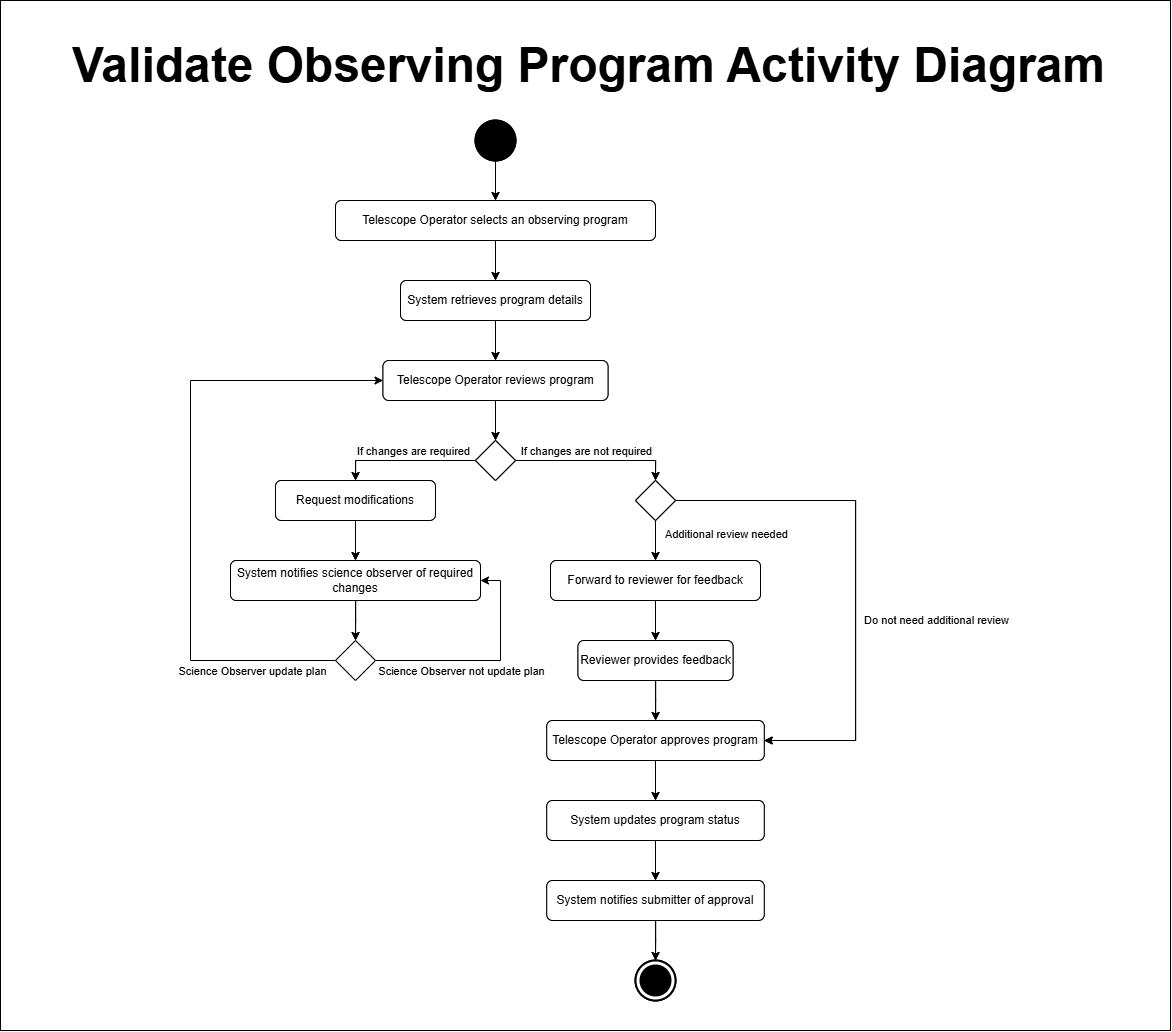 Validate Observing Program Activity Diagram
Telescope Operator selects an observing program
System retrieves program details
Telescope Operator reviews program
If changes are required
If changes are not required
Request modifications
Additional review needed
System notifies science observer of required
changes
Forward to reviewer for feedback
Do not need additional review
Science Observer update plan
Science Observer not update plan
Reviewer provides feedback
Telescope Operator approves program
System updates program status
System notifies submitter of approval